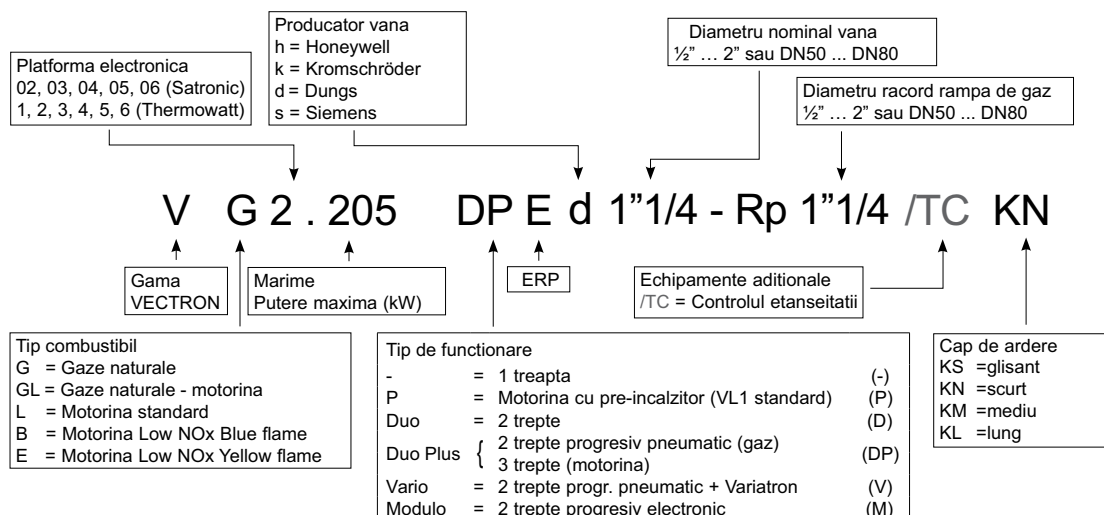 Platforma electronica
02, 03, 04, 05, 06 (Satronic)
1, 2, 3, 4, 5, 6 (Thermowatt)
Producator vana
h = Honeywell
k = Kromschröder
d = Dungs
s = Siemens
Diametru nominal vana
½” … 2” sau DN50 ... DN80
Diametru racord rampa de gaz
½” … 2” sau DN50 ... DN80
V G 2 . 205 DP E d 1”1/4 - Rp 1”1/4 /TC KN
Gama
VECTRON
Marime
Putere maxima (kW)
ERP
Echipamente aditionale
/TC = Controlul etanseitatii
Tip combustibil
G = Gaze naturale
GL = Gaze naturale - motorina
L = Motorina standard
B = Motorina Low NOx Blue flame
E = Motorina Low NOx Yellow flame
Tip de functionare
- = 1 treapta (-)
P = Motorina cu pre-incalzitor (VL1 standard) (P)
Duo = 2 trepte (D)
Duo Plus { 2 trepte progresiv pneumatic (gaz)
3 trepte (motorina) (DP)
Vario = 2 trepte progr. pneumatic + Variatron (V)
Modulo = 2 trepte progresiv electronic (M)
Cap de ardere
KS =glisant
KN =scurt
KM =mediu
KL =lung